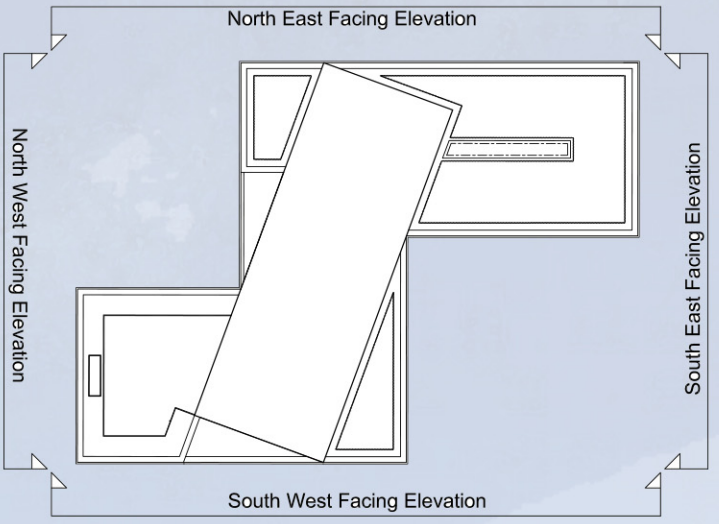 North East Facing Elevation
North West Facing Elevation
South East Facing Elevation
South West Facing Elevation